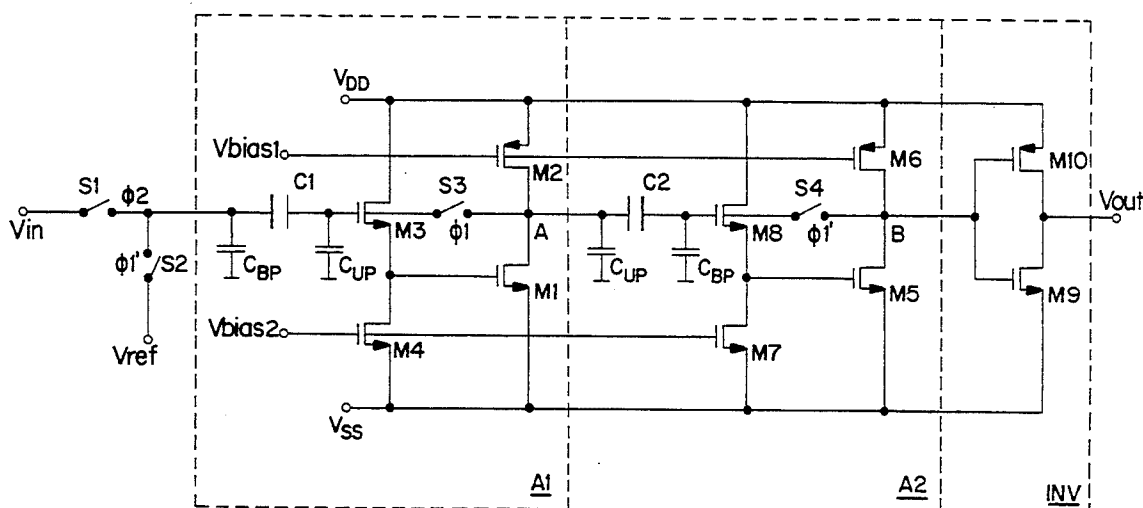 VDD
Vbias1
M2
M6
M10
S1
ϕ2
C1
S3
C2
S4
Vin
M3
ϕ1
A
M8
ϕ1'
B
Vout
ϕ1'
S2
CBP
CUP
M1
CUP
CBP
M5
M9
Vbias2
M4
M7
Vref
VSS
A1
A2
INV